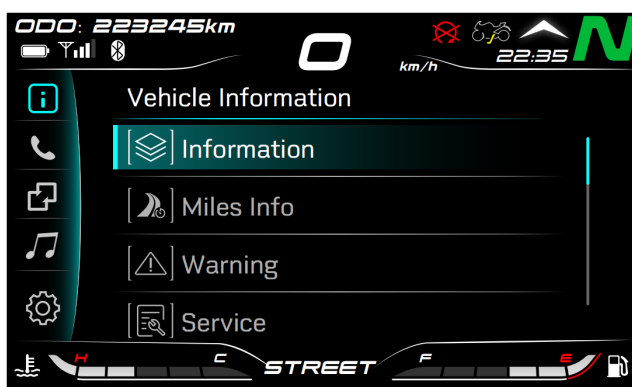 ODO: 223245km
0
km/h
22:35
N
Vehicle Information
Information
Miles Info
Warning
Service
H C STREET F E